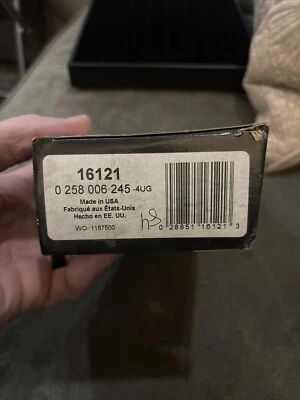 16121
0 258 006 245 -4UG
Made in USA
Fabriqué aux États-Unis
Hecho en EE. UU.
WO- 1187500
0 28851 16121 3